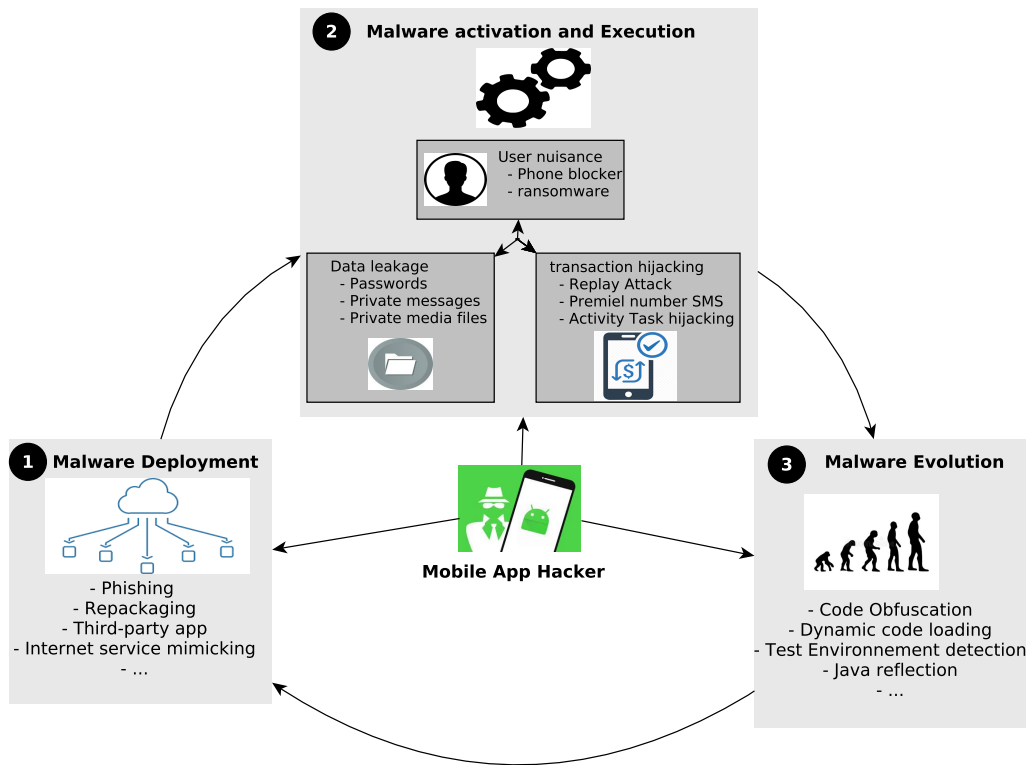 2 Malware activation and Execution
User nuisance
- Phone blocker
- ransomware
Data leakage
- Passwords
- Private messages
- Private media files
transaction hijacking
- Replay Attack
- Premiel number SMS
- Activity Task hijacking
$
1 Malware Deployment
- Phishing
- Repackaging
- Third-party app
- Internet service mimicking
- ...
Mobile App Hacker
3 Malware Evolution
- Code Obfuscation
- Dynamic code loading
- Test Environnement detection
- Java reflection
- ...